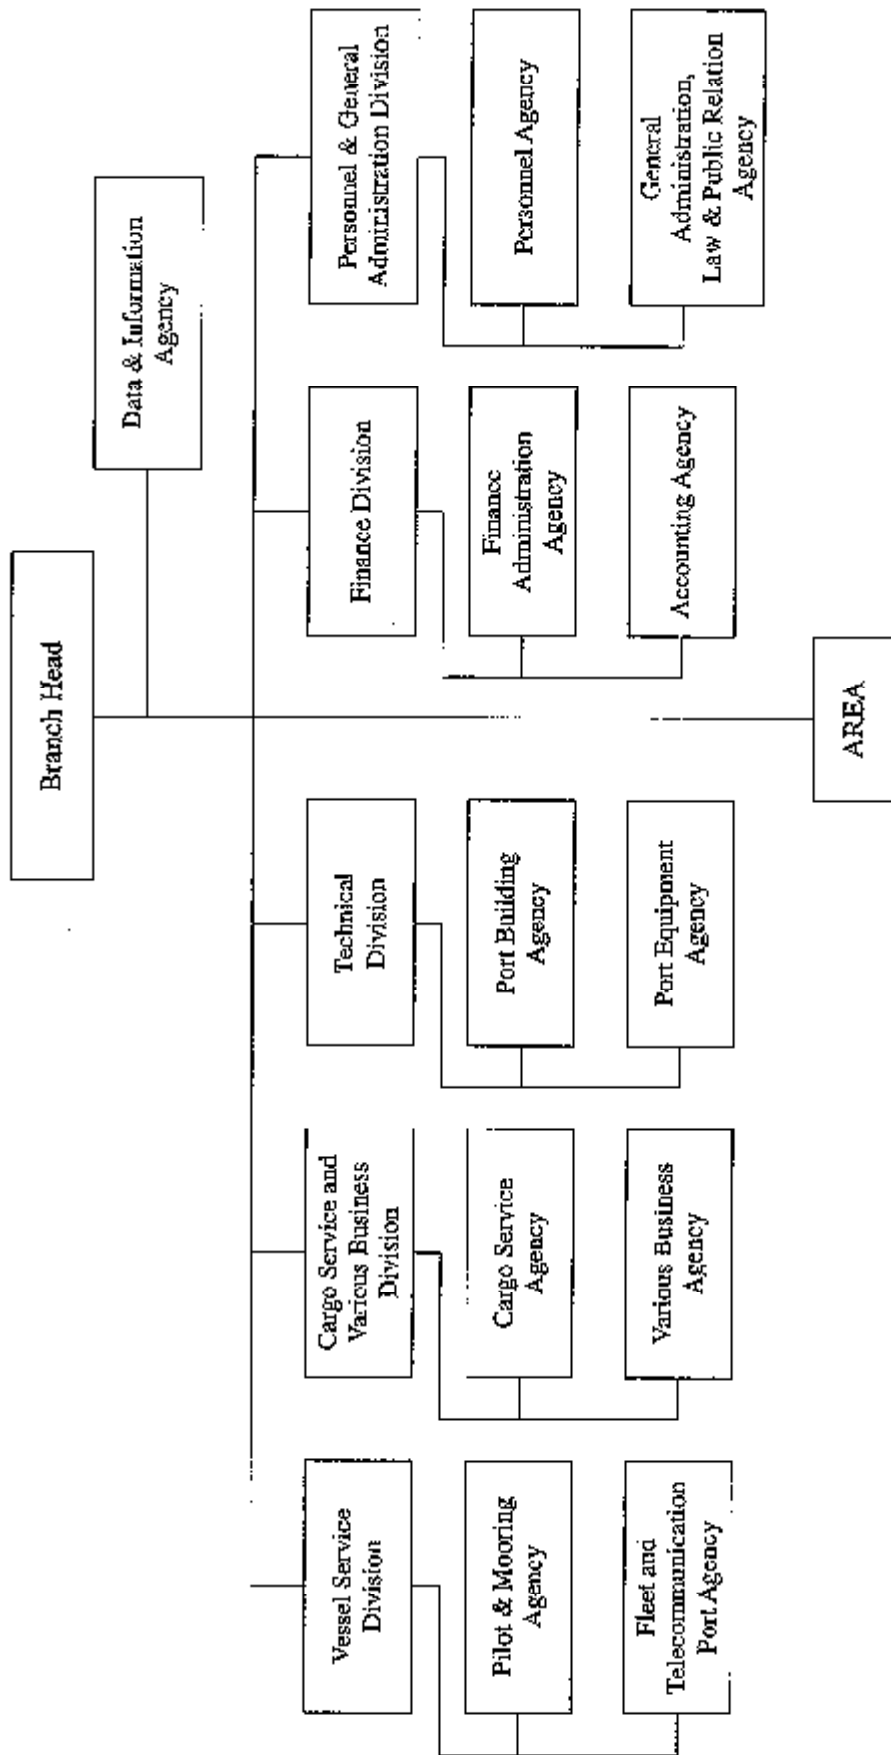 Branch Head
Data & Information
Agency
Vessel Service
Division
Cargo Service and
Various Business
Division
Technical
Division
Finance Division
Personnel & General
Administration Division
Pilot & Mooring
Agency
Cargo Service
Agency
Port Building
Agency
Finance
Administration
Agency
Personnel Agency
Fleet and
Telecommunication
Port Agency
Various Business
Agency
Port Equipment
Agency
Accounting Agency
General
Administration,
Law & Public Relation
Agency
AREA